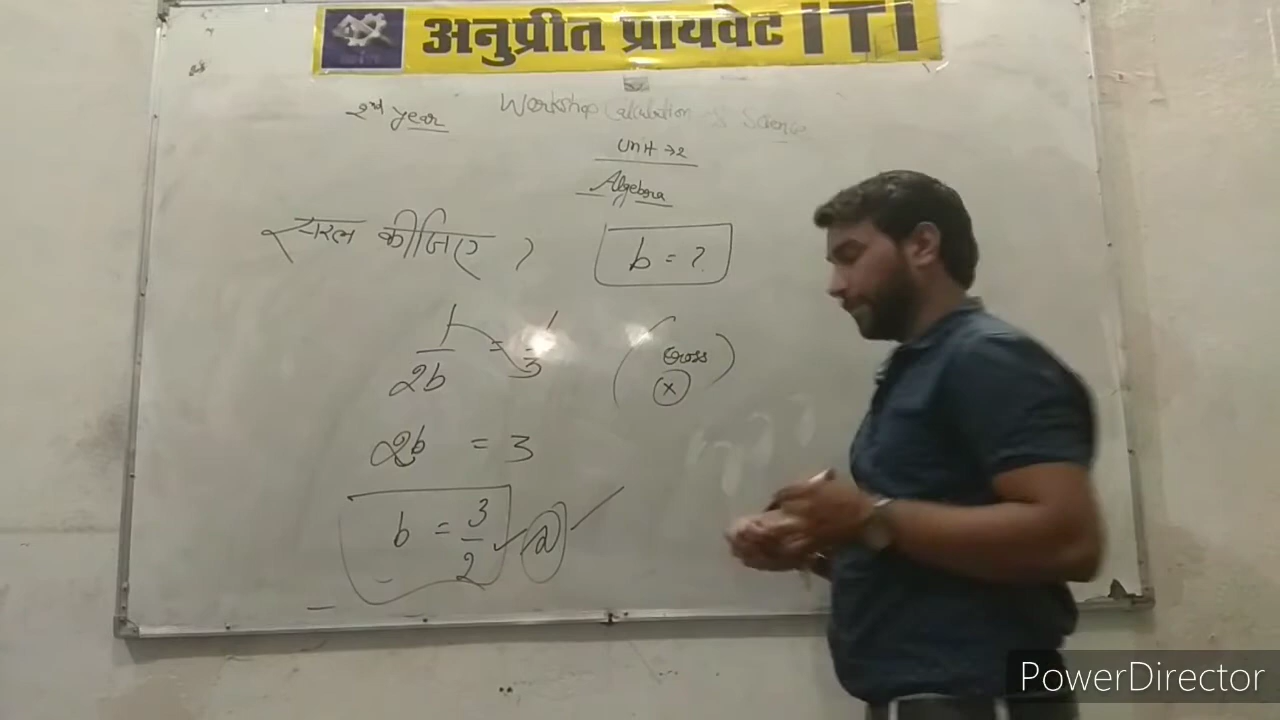 अनुप्रीत प्रायवेट ITI
2nd year Workshop Calculation & Science
Unit → 2
Algebra
सरल कीजिए ? b = ?
1/2b = 1/3 (Cross ×)
2b = 3
b = 3/2
PowerDirector